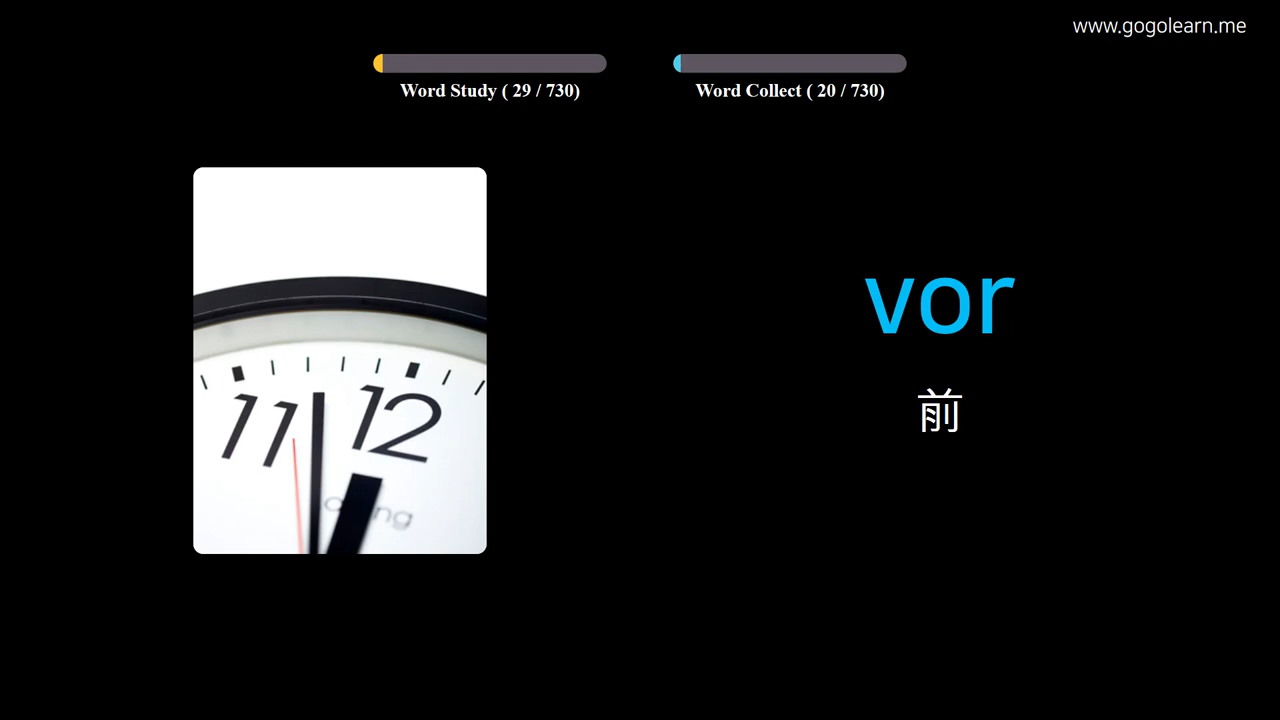 www.gogolearn.me
Word Study ( 29 / 730)
Word Collect ( 20 / 730)
11
12
vor
前